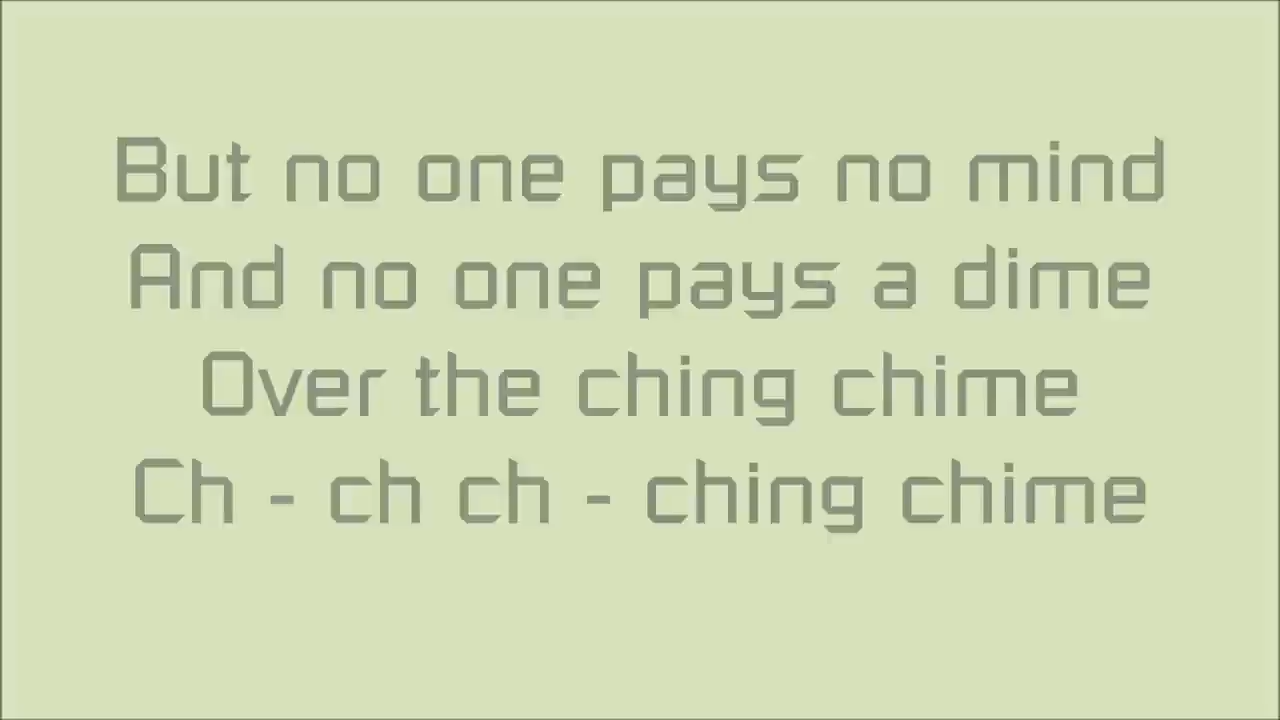 But no one pays no mind
And no one pays a dime
Over the ching chime
Ch - ch ch - ching chime